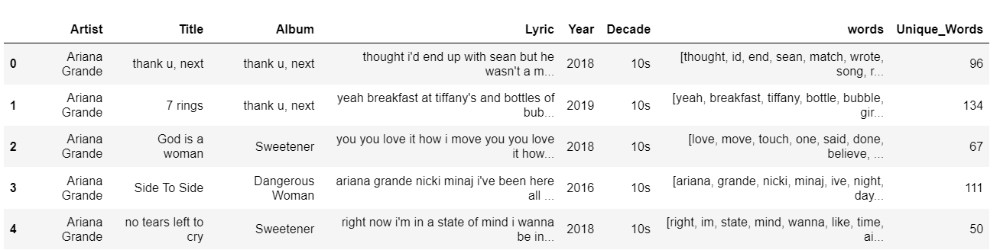 Artist Title Album Lyric Year Decade words Unique_Words
0 Ariana Grande thank u, next thank u, next thought i'd end up with sean but he wasn't a m... 2018 10s [thought, id, end, sean, match, wrote, song, r... 96
1 Ariana Grande 7 rings thank u, next yeah breakfast at tiffany's and bottles of bub... 2019 10s [yeah, breakfast, tiffany, bottle, bubble, gir... 134
2 Ariana Grande God is a woman Sweetener you you love it how i move you you love it how... 2018 10s [love, move, touch, one, said, done, believe, ... 67
3 Ariana Grande Side To Side Dangerous Woman ariana grande nicki minaj i've been here all ... 2016 10s [ariana, grande, nicki, minaj, ive, night, day... 111
4 Ariana Grande no tears left to cry Sweetener right now i'm in a state of mind i wanna be in... 2018 10s [right, im, state, mind, wanna, like, time, ai... 50